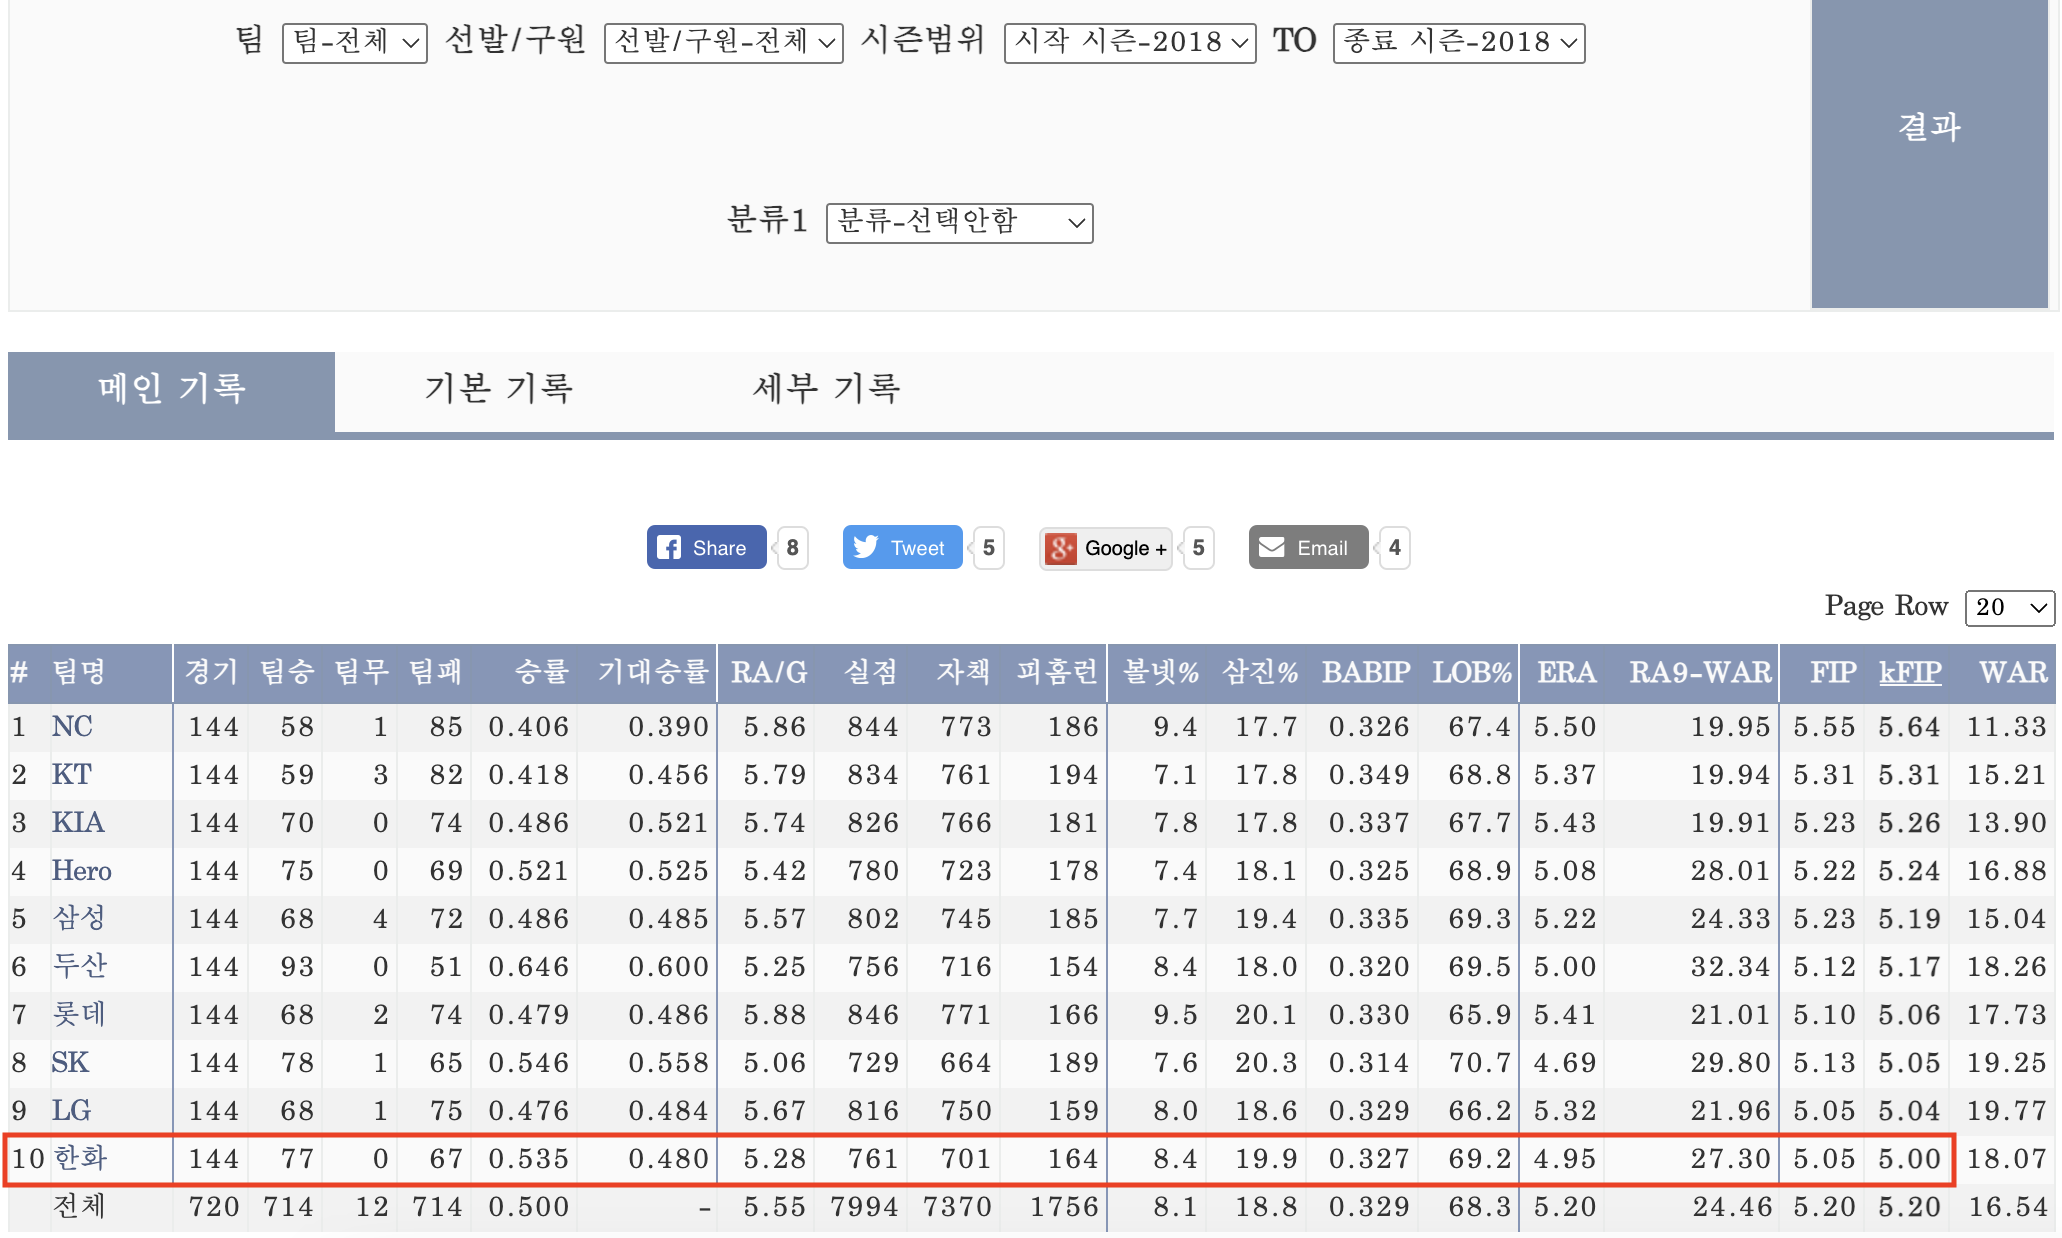 팀 팀-전체 선발/구원 선발/구원-전체 시즌범위 시작 시즌-2018 TO 종료 시즌-2018
결과
분류1 분류-선택안함
메인 기록 기본 기록 세부 기록
Share 8 Tweet 5 Google + 5 Email 4
Page Row 20
# 팀명 경기 팀승 팀무 팀패 승률 기대승률 RA/G 실점 자책 피홈런 볼넷% 삼진% BABIP LOB% ERA RA9-WAR FIP kFIP WAR
1 NC 144 58 1 85 0.406 0.390 5.86 844 773 186 9.4 17.7 0.326 67.4 5.50 19.95 5.55 5.64 11.33
2 KT 144 59 3 82 0.418 0.456 5.79 834 761 194 7.1 17.8 0.349 68.8 5.37 19.94 5.31 5.31 15.21
3 KIA 144 70 0 74 0.486 0.521 5.74 826 766 181 7.8 17.8 0.337 67.7 5.43 19.91 5.23 5.26 13.90
4 Hero 144 75 0 69 0.521 0.525 5.42 780 723 178 7.4 18.1 0.325 68.9 5.08 28.01 5.22 5.24 16.88
5 삼성 144 68 4 72 0.486 0.485 5.57 802 745 185 7.7 19.4 0.335 69.3 5.22 24.33 5.23 5.19 15.04
6 두산 144 93 0 51 0.646 0.600 5.25 756 716 154 8.4 18.0 0.320 69.5 5.00 32.34 5.12 5.17 18.26
7 롯데 144 68 2 74 0.479 0.486 5.88 846 771 166 9.5 20.1 0.330 65.9 5.41 21.01 5.10 5.06 17.73
8 SK 144 78 1 65 0.546 0.558 5.06 729 664 189 7.6 20.3 0.314 70.7 4.69 29.80 5.13 5.05 19.25
9 LG 144 68 1 75 0.476 0.484 5.67 816 750 159 8.0 18.6 0.329 66.2 5.32 21.96 5.05 5.04 19.77
10 한화 144 77 0 67 0.535 0.480 5.28 761 701 164 8.4 19.9 0.327 69.2 4.95 27.30 5.05 5.00 18.07
전체 720 714 12 714 0.500 - 5.55 7994 7370 1756 8.1 18.8 0.329 68.3 5.20 24.46 5.20 5.20 16.54